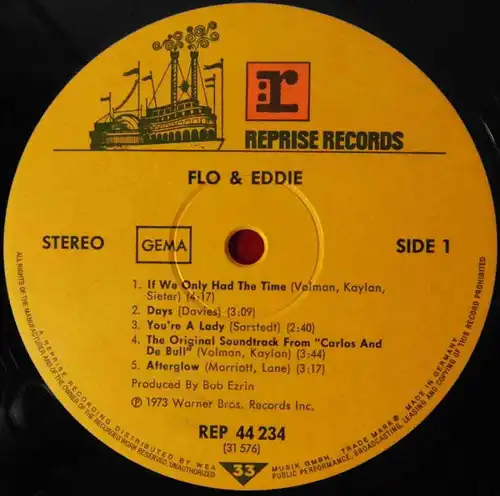 r
REPRISE RECORDS
FLO & EDDIE
STEREO
GEMA
SIDE 1
1. If We Only Had The Time (Volman, Kaylan,
Sieter) (4:17)
2. Days (Davies) (3:09)
3. You're A Lady (Sarstedt) (2:40)
4. The Original Soundtrack From "Carlos And
De Bull" (Volman, Kaylan) (3:44)
5. Afterglow (Marriott, Lane) (3:17)
Produced By Bob Ezrin
℗ 1973 Warner Bros. Records Inc.
REP 44 234
(31 576)
33
ALL RIGHTS OF THE MANUFACTURER AND OF THE OWNER OF THE RECORDED WORK RESERVED, UNAUTHORIZED PUBLIC PERFORMANCE, BROADCASTING, LEASING AND COPYING OF THIS RECORD PROHIBITED
A REPRISE RECORDING DISTRIBUTED BY WEA MUSIK GMBH, TRADE MARK MADE IN GERMANY